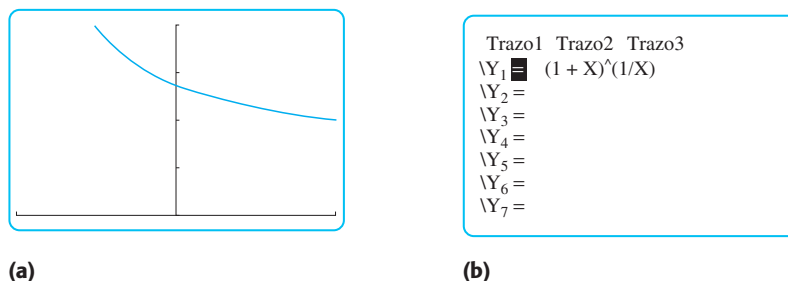 Trazo1 Trazo2 Trazo3
\Y₁ = (1 + X)^(1/X)
\Y₂ =
\Y₃ =
\Y₄ =
\Y₅ =
\Y₆ =
\Y₇ =
(a)
(b)